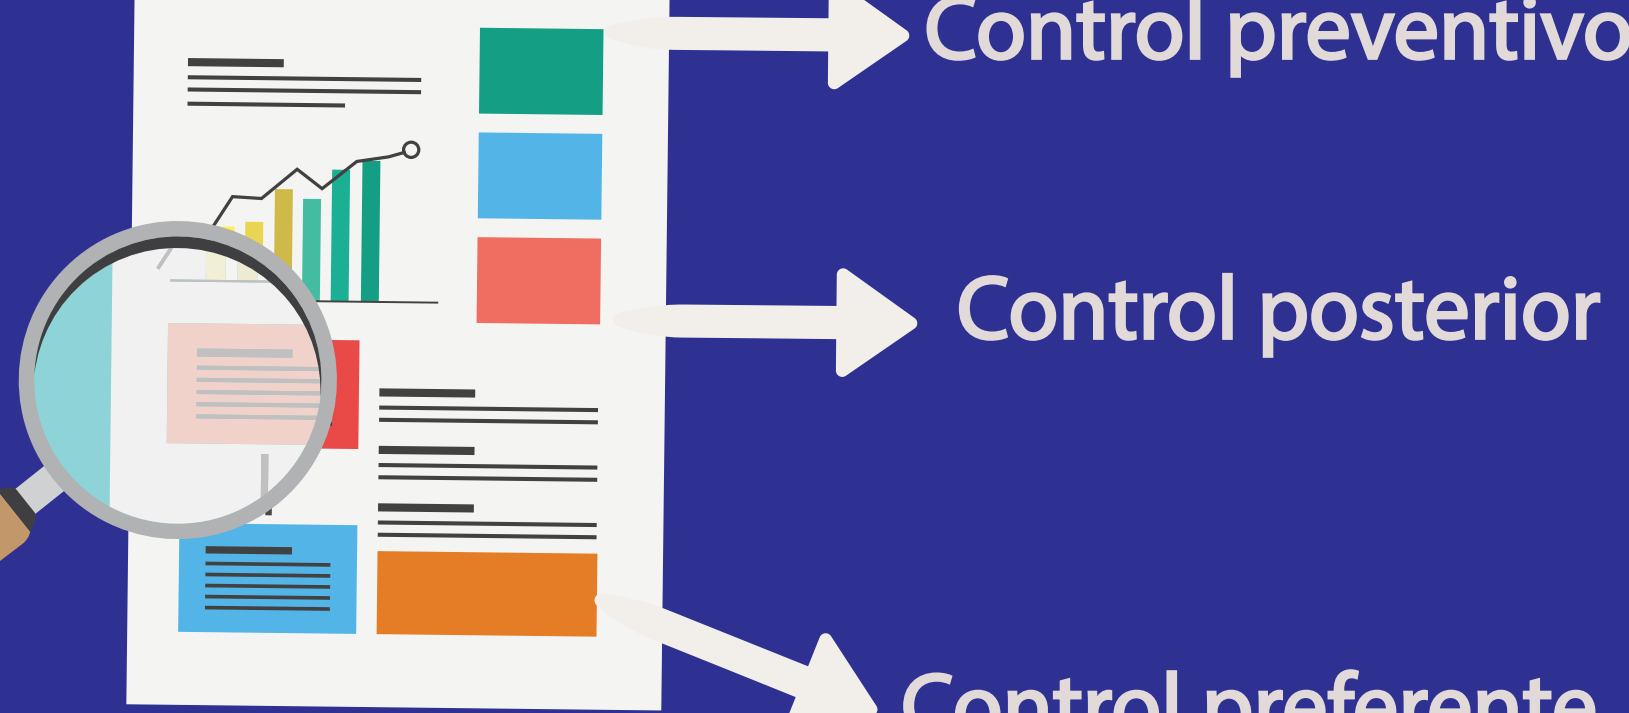 Control preventivo
Control posterior
Control preferente